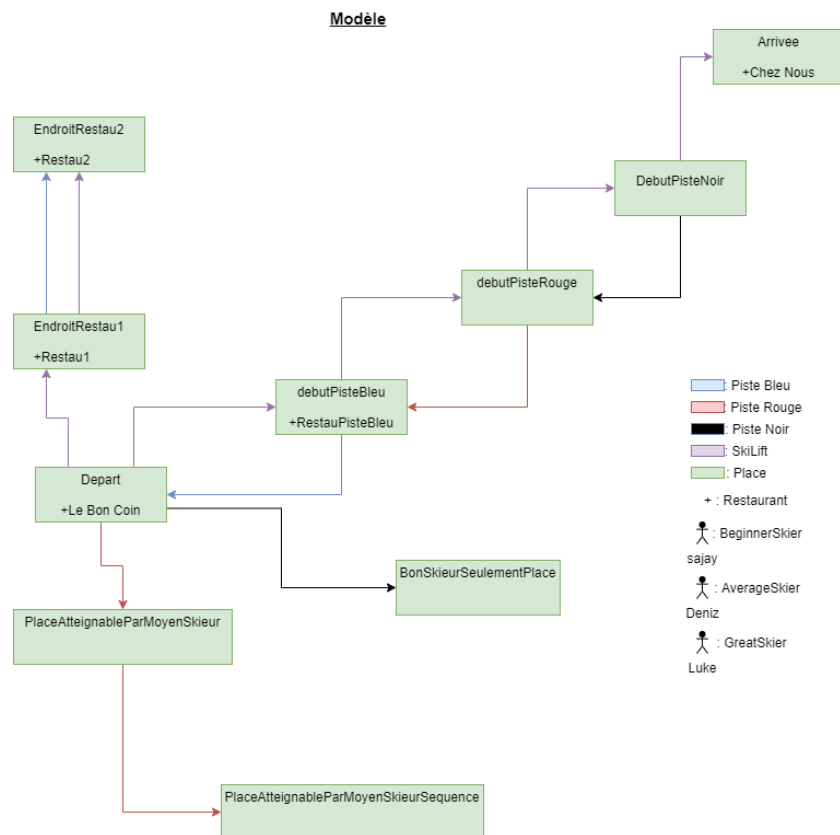 Modèle
Arrivee
+Chez Nous
EndroitRestau2
+Restau2
DebutPisteNoir
debutPisteRouge
EndroitRestau1
+Restau1
debutPisteBleu
+RestauPisteBleu
Depart
+Le Bon Coin
BonSkieurSeulementPlace
PlaceAtteignableParMoyenSkieur
PlaceAtteignableParMoyenSkieurSequence
: Piste Bleu
: Piste Rouge
: Piste Noir
: SkiLift
: Place
+ : Restaurant
: BeginnerSkier
sajay
: AverageSkier
Deniz
: GreatSkier
Luke